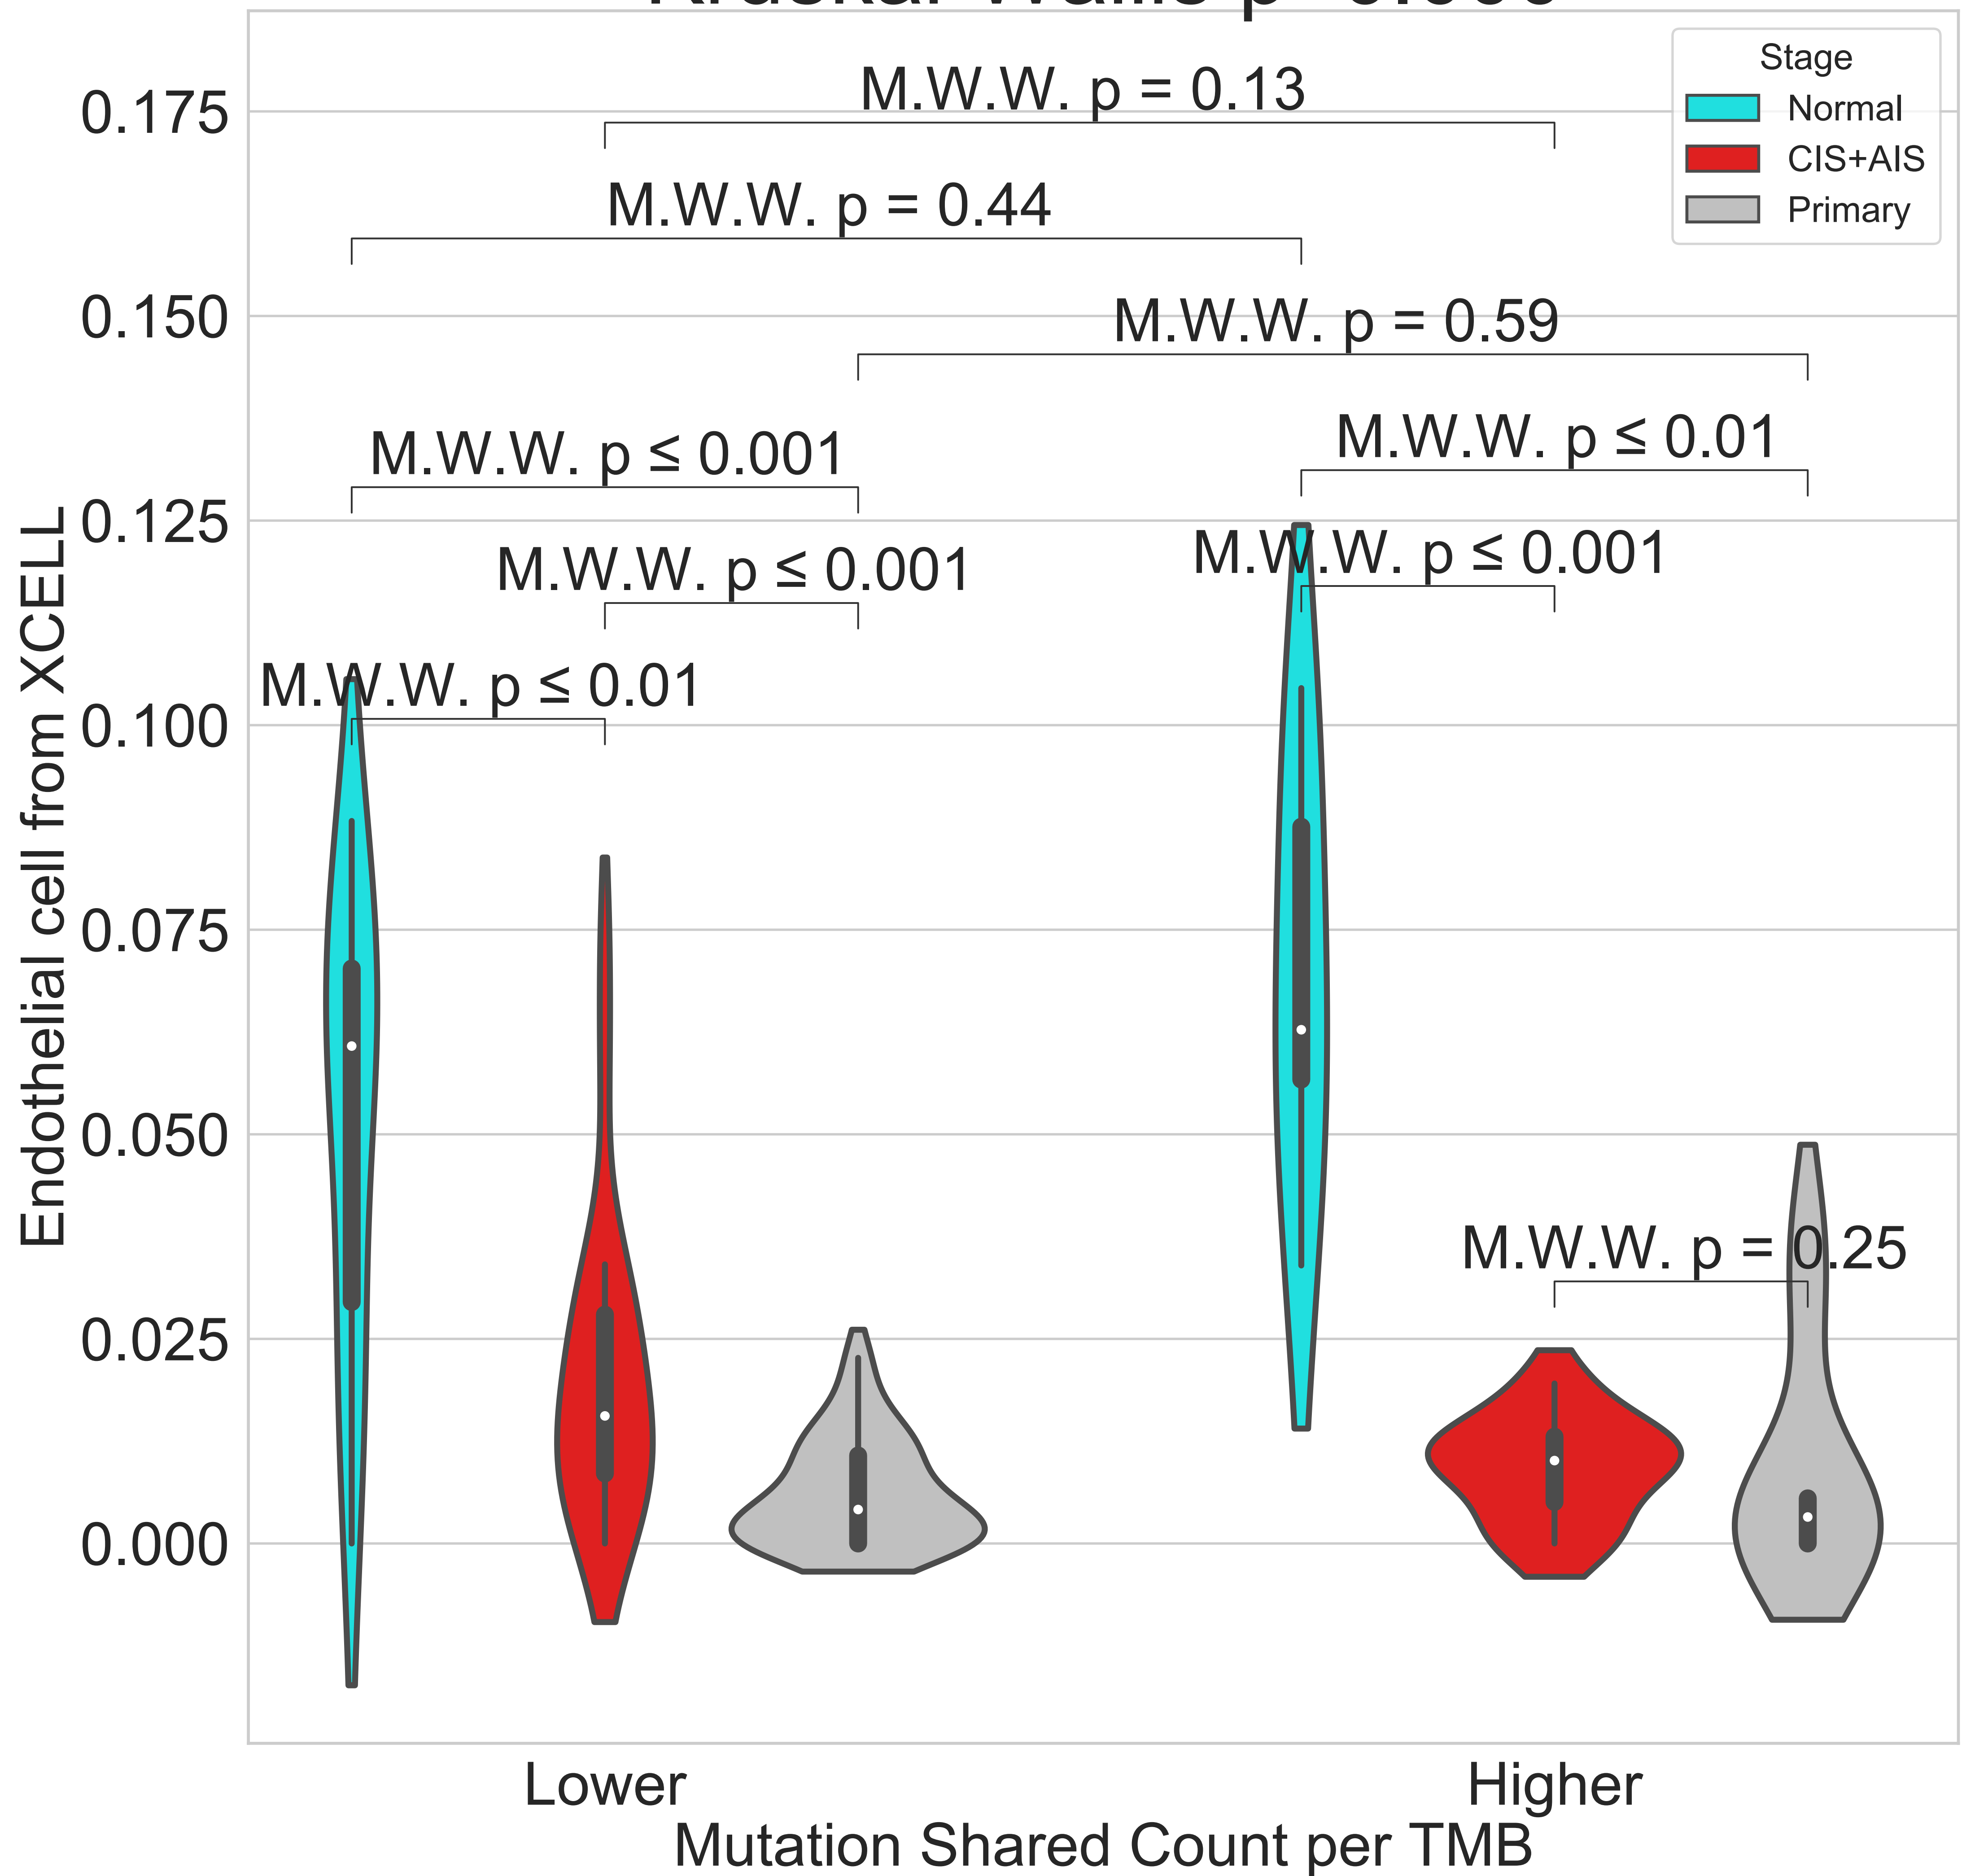 Stage
Normal
CIS+AIS
Primary
M.W.W. p = 0.13
M.W.W. p = 0.44
M.W.W. p = 0.59
M.W.W. p ≤ 0.001
M.W.W. p ≤ 0.01
M.W.W. p ≤ 0.001
M.W.W. p ≤ 0.001
M.W.W. p ≤ 0.01
M.W.W. p = 0.25
0.175
0.150
0.125
0.100
0.075
0.050
0.025
0.000
Endothelial cell from XCELL
Lower
Higher
Mutation Shared Count per TMB